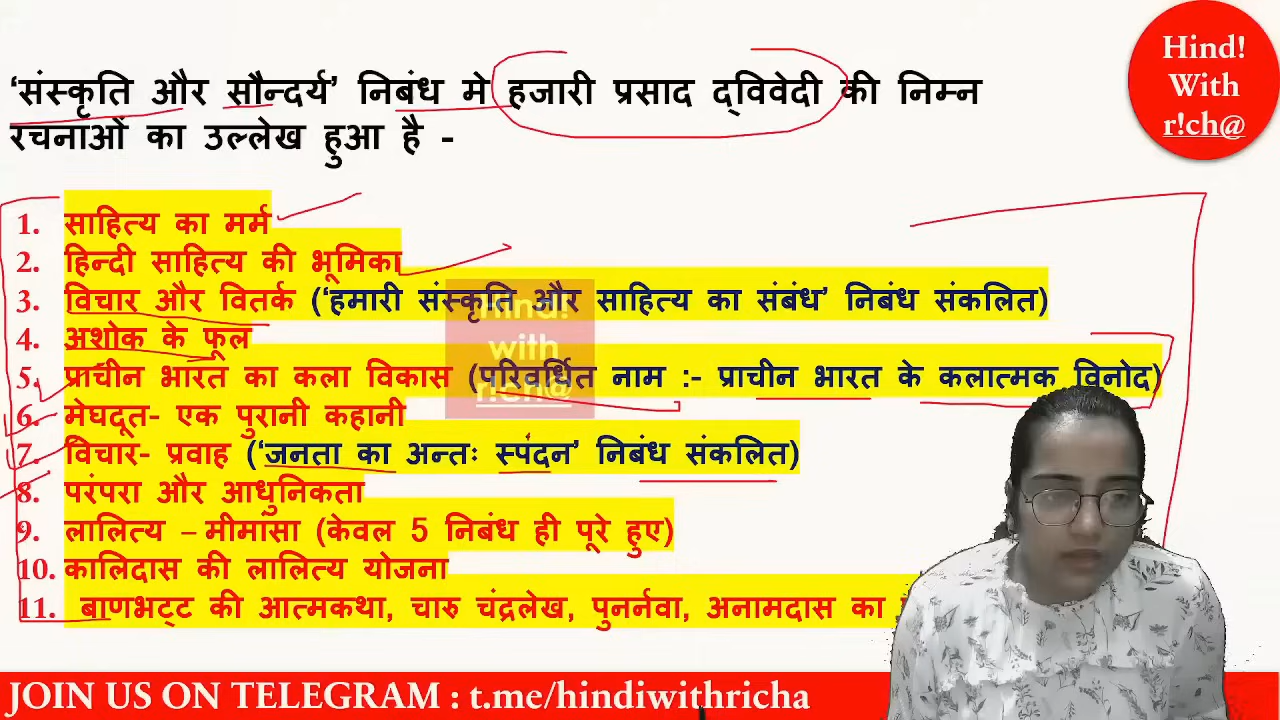 ‘संस्कृति और सौन्दर्य’ निबंध मे हजारी प्रसाद द्विवेदी की निम्न
रचनाओं का उल्लेख हुआ है -
Hind!
With
r!ch@
1. साहित्य का मर्म
2. हिन्दी साहित्य की भूमिका
3. विचार और वितर्क (‘हमारी संस्कृति और साहित्य का संबंध’ निबंध संकलित)
4. अशोक के फूल
5. प्राचीन भारत का कला विकास (परिवर्धित नाम :- प्राचीन भारत के कलात्मक विनोद)
6. मेघदूत- एक पुरानी कहानी
7. विचार- प्रवाह (‘जनता का अन्तः स्पंदन’ निबंध संकलित)
8. परंपरा और आधुनिकता
9. लालित्य – मीमांसा (केवल 5 निबंध ही पूरे हुए)
10. कालिदास की लालित्य योजना
11. बाणभट्ट की आत्मकथा, चारु चंद्रलेख, पुनर्नवा, अनामदास का
Hind!
with
r!ch@
JOIN US ON TELEGRAM : t.me/hindiwithricha